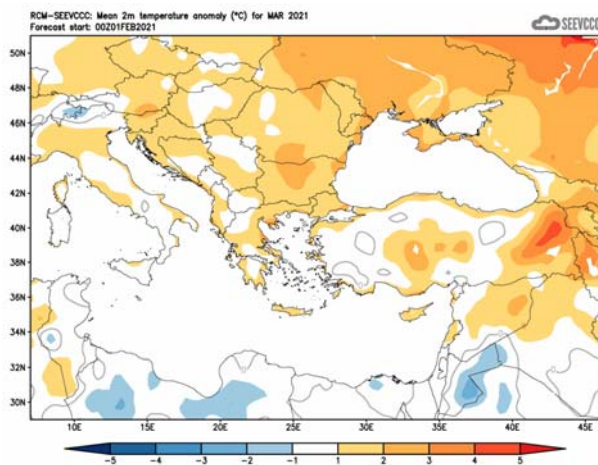 RCM-SEEVCCC: Mean 2m temperature anomaly (°C) for MAR 2021
Forecast start: 00Z01FEB2021
SEEVCCC
50N
48N
46N
44N
42N
40N
38N
36N
34N
32N
30N
10E 15E 20E 25E 30E 35E 40E 45E
-5 -4 -3 -2 -1 1 2 3 4 5